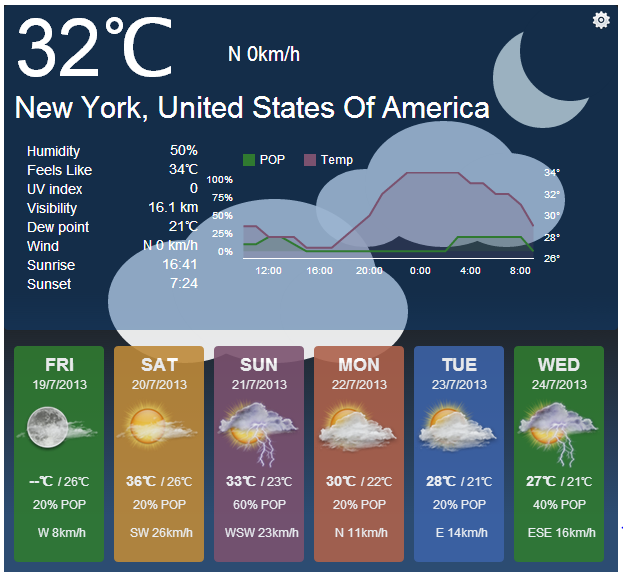 32℃
N 0km/h
New York, United States Of America
Humidity 50%
Feels Like 34℃
UV index 0
Visibility 16.1 km
Dew point 21℃
Wind N 0 km/h
Sunrise 16:41
Sunset 7:24
POP Temp
100% 34°
75% 32°
50% 30°
25% 28°
0% 26°
12:00 16:00 20:00 0:00 4:00 8:00
FRI SAT SUN MON TUE WED
19/7/2013 20/7/2013 21/7/2013 22/7/2013 23/7/2013 24/7/2013
--℃ / 26℃ 36℃ / 26℃ 33℃ / 23℃ 30℃ / 22℃ 28℃ / 21℃ 27℃ / 21℃
20% POP 20% POP 60% POP 20% POP 20% POP 40% POP
W 8km/h SW 26km/h WSW 23km/h N 11km/h E 14km/h ESE 16km/h